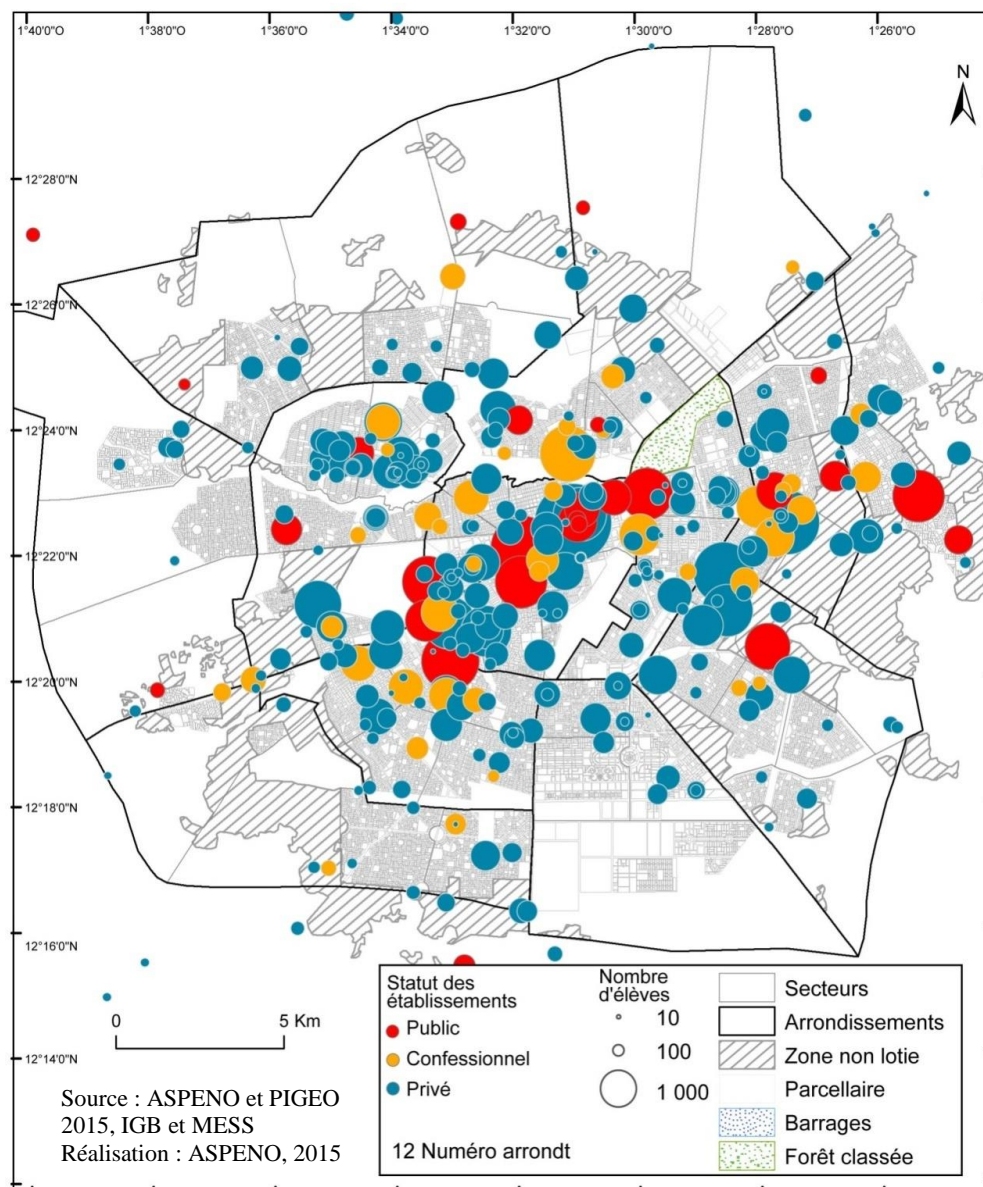 1°40'0"O 1°38'0"O 1°36'0"O 1°34'0"O 1°32'0"O 1°30'0"O 1°28'0"O 1°26'0"O
N
12°28'0"N
12°26'0"N
12°24'0"N
12°22'0"N
12°20'0"N
12°18'0"N
12°16'0"N
12°14'0"N
0 5 Km
Source : ASPENO et PIGEO
2015, IGB et MESS
Réalisation : ASPENO, 2015
Statut des
établissements
Public
Confessionnel
Privé
12 Numéro arrondt
Nombre
d'élèves
10
100
1 000
Secteurs
Arrondissements
Zone non lotie
Parcellaire
Barrages
Forêt classée